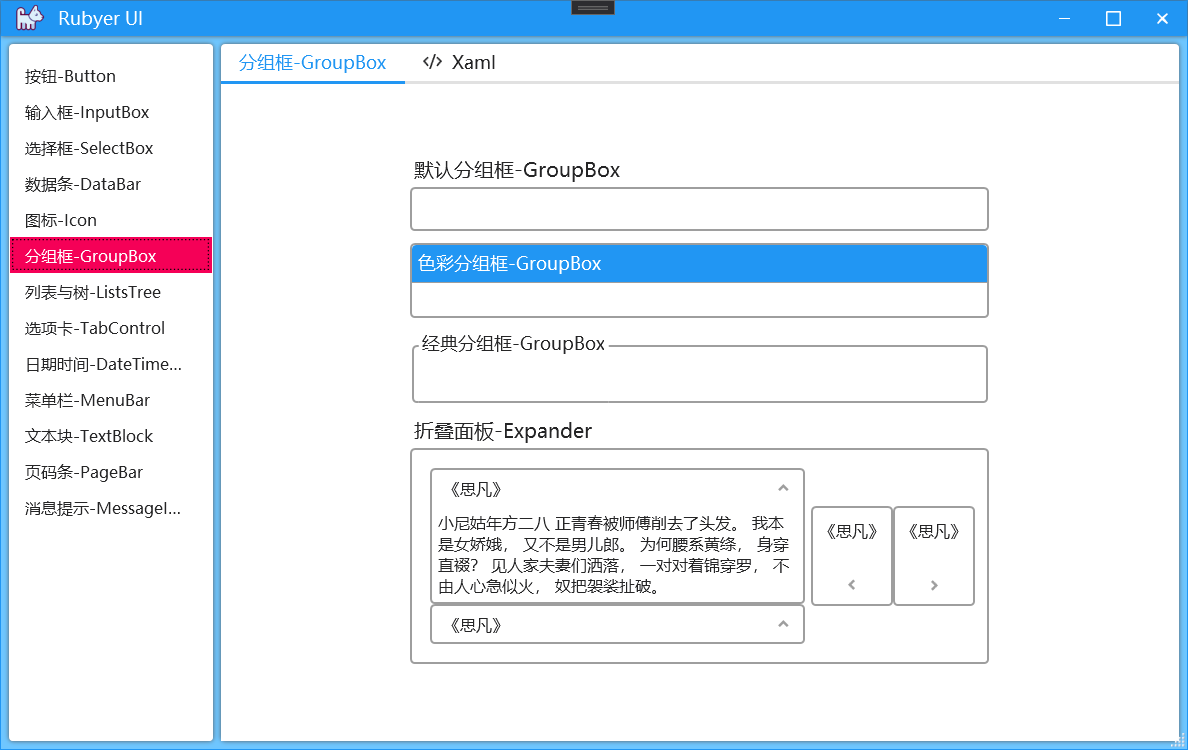 Rubyer UI
按钮-Button
输入框-InputBox
选择框-SelectBox
数据条-DataBar
图标-Icon
分组框-GroupBox
列表与树-ListsTree
选项卡-TabControl
日期时间-DateTime...
菜单栏-MenuBar
文本块-TextBlock
页码条-PageBar
消息提示-MessageI...
分组框-GroupBox
</> Xaml
默认分组框-GroupBox
色彩分组框-GroupBox
经典分组框-GroupBox
折叠面板-Expander
《思凡》
小尼姑年方二八 正青春被师傅削去了头发。 我本
是女娇娥， 又不是男儿郎。 为何腰系黄绦， 身穿
直裰？ 见人家夫妻们洒落， 一对对着锦穿罗， 不
由人心急似火， 奴把袈裟扯破。
《思凡》
《思凡》
《思凡》